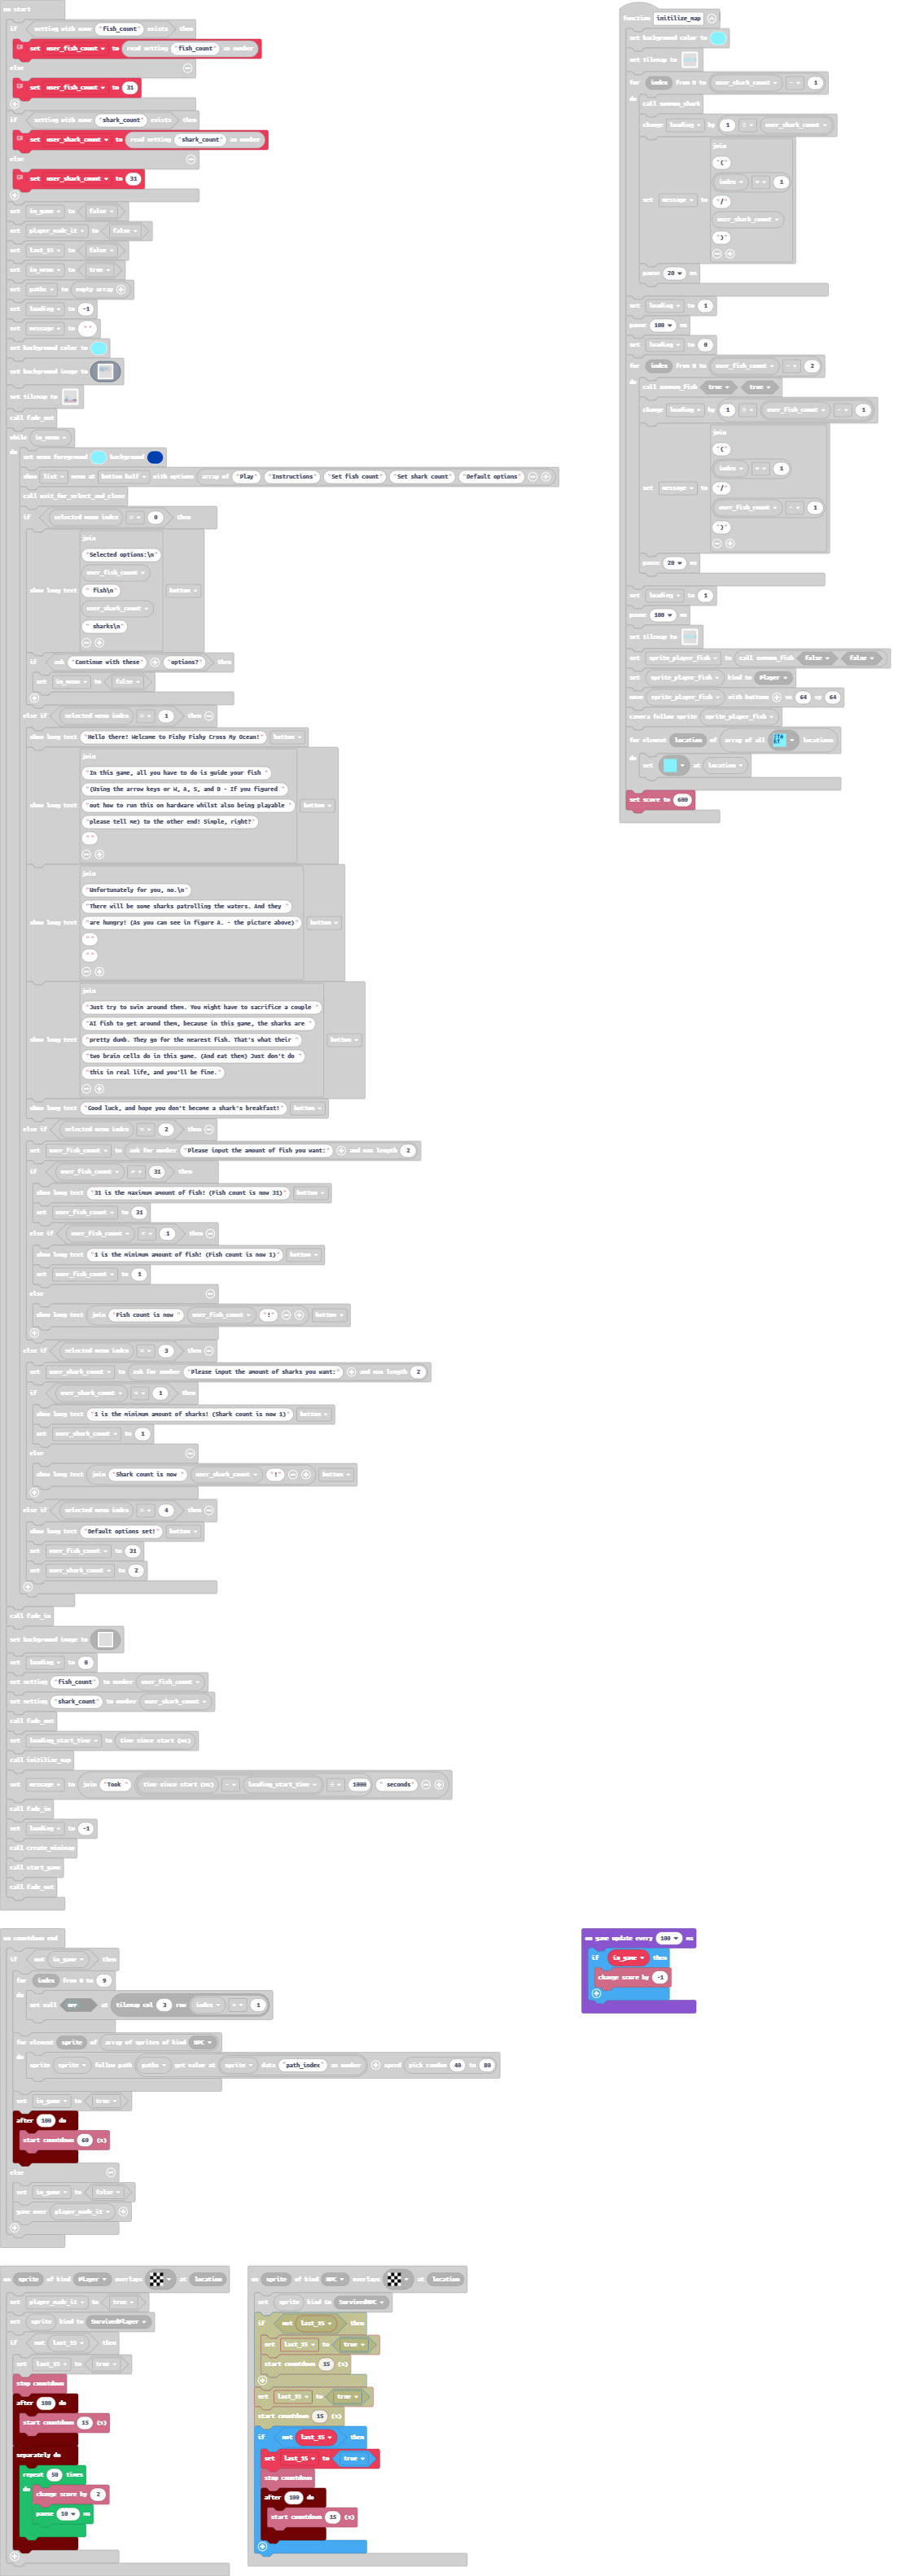 on start
if setting with name "fish_count" exists then
set user_fish_count to read setting "fish_count" as number
else
set user_fish_count to 31
if setting with name "shark_count" exists then
set user_shark_count to read setting "shark_count" as number
else
set user_shark_count to 31
set in_game to false
set player_made_it to false
set last_15 to false
set in_menu to true
set paths to empty array
set loading to -1
set message to ""
set background color to
set background image to
set tilemap to
call fade_out
while in_menu
do set menu foreground background
show list menu at bottom half with options array of "Play" "Instructions" "Set fish count" "Set shark count" "Default options"
call wait_for_select_and_close
if selected menu index = 0 then
join
"Selected options:\n"
user_fish_count
show long text " fish\n" bottom
user_shark_count
" sharks\n"
if ask "Continue with these" "options?" then
set in_menu to false
else if selected menu index = 1 then
show long text "Hello there! Welcome to Fishy Fishy Cross My Ocean!" bottom
join
"In this game, all you have to do is guide your fish "
"(Using the arrow keys or W, A, S, and D - If you figured "
show long text "out how to run this on hardware whilst also being playable " bottom
"please tell me) to the other end! Simple, right?"
""
join
"Unfortunately for you, no.\n"
"There will be some sharks patrolling the waters. And they "
show long text "are hungry! (As you can see in figure A. - the picture above)" bottom
""
""
join
"Just try to swim around them. You might have to sacrifice a couple "
"AI fish to get around them, because in this game, the sharks are "
show long text "pretty dumb. They go for the nearest fish. That's what their " bottom
"two brain cells do in this game. (And eat them) Just don't do "
"this in real life, and you'll be fine."
show long text "Good luck, and hope you don't become a shark's breakfast!" bottom
else if selected menu index = 2 then
set user_fish_count to ask for number "Please input the amount of fish you want:" and max length 2
if user_fish_count > 31 then
show long text "31 is the maximum amount of fish! (Fish count is now 31)" bottom
set user_fish_count to 31
else if user_fish_count < 1 then
show long text "1 is the minimum amount of fish! (Fish count is now 1)" bottom
set user_fish_count to 1
else
show long text join "Fish count is now " user_fish_count "!" bottom
else if selected menu index = 3 then
set user_shark_count to ask for number "Please input the amount of sharks you want:" and max length 2
if user_shark_count < 1 then
show long text "1 is the minimum amount of sharks! (Shark count is now 1)" bottom
set user_shark_count to 1
else
show long text join "Shark count is now " user_shark_count "!" bottom
else if selected menu index = 4 then
show long text "Default options set!" bottom
set user_fish_count to 31
set user_shark_count to 2
call fade_in
set background image to
set loading to 0
set setting "fish_count" to number user_fish_count
set setting "shark_count" to number user_shark_count
call fade_out
set loading_start_time to time since start (ms)
call initilize_map
set message to join "Took " time since start (ms) - loading_start_time ÷ 1000 " seconds"
call fade_in
set loading to -1
call create_minimap
call start_game
call fade_out
function initilize_map
set background color to
set tilemap to
for index from 0 to user_shark_count - 1
do call summon_shark
change loading by 1 ÷ user_shark_count
join
"("
index + 1
set message to "/"
user_shark_count
")"
pause 20 ms
set loading to 1
pause 100 ms
set loading to 0
for index from 0 to user_fish_count - 2
do call summon_fish true true
change loading by 1 ÷ user_fish_count - 1
join
"("
index + 1
set message to "/"
user_fish_count - 1
")"
pause 20 ms
set loading to 1
pause 100 ms
set tilemap to
set sprite_player_fish to call summon_fish false false
set sprite_player_fish kind to Player
move sprite_player_fish with buttons vx 64 vy 64
camera follow sprite sprite_player_fish
for element location of array of all locations
do set at location
set score to 600
on countdown end
if not in_game then
for index from 0 to 9
do set wall OFF at tilemap col 3 row index + 1
for element sprite of array of sprites of kind NPC
do sprite sprite follow path paths get value at sprite data "path_index" as number speed pick random 40 to 80
set in_game to true
after 100 do
start countdown 60 (s)
else
set in_game to false
game over player_made_it
on game update every 100 ms
if in_game then
change score by -1
on sprite of kind Player overlaps at location
set player_made_it to true
set sprite kind to SurvivedPlayer
if not last_15 then
set last_15 to true
stop countdown
after 100 do
start countdown 15 (s)
separately do
repeat 50 times
do change score by 2
pause 10 ms
on sprite of kind NPC overlaps at location
set sprite kind to SurvivedNPC
if not last_15 then
set last_15 to true
start countdown 15 (s)
set last_15 to true
start countdown 15 (s)
if not last_15 then
set last_15 to true
stop countdown
after 100 do
start countdown 15 (s)